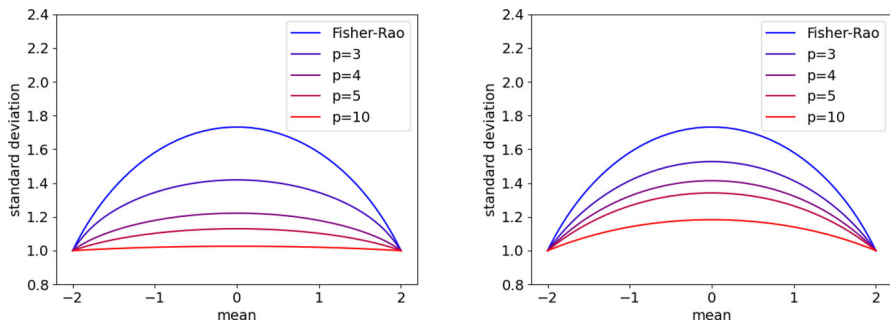 2.4
2.2
2.0
1.8
1.6
1.4
1.2
1.0
0.8
standard deviation
−2
−1
0
1
2
mean
Fisher-Rao
p=3
p=4
p=5
p=10
2.4
2.2
2.0
1.8
1.6
1.4
1.2
1.0
0.8
standard deviation
−2
−1
0
1
2
mean
Fisher-Rao
p=3
p=4
p=5
p=10